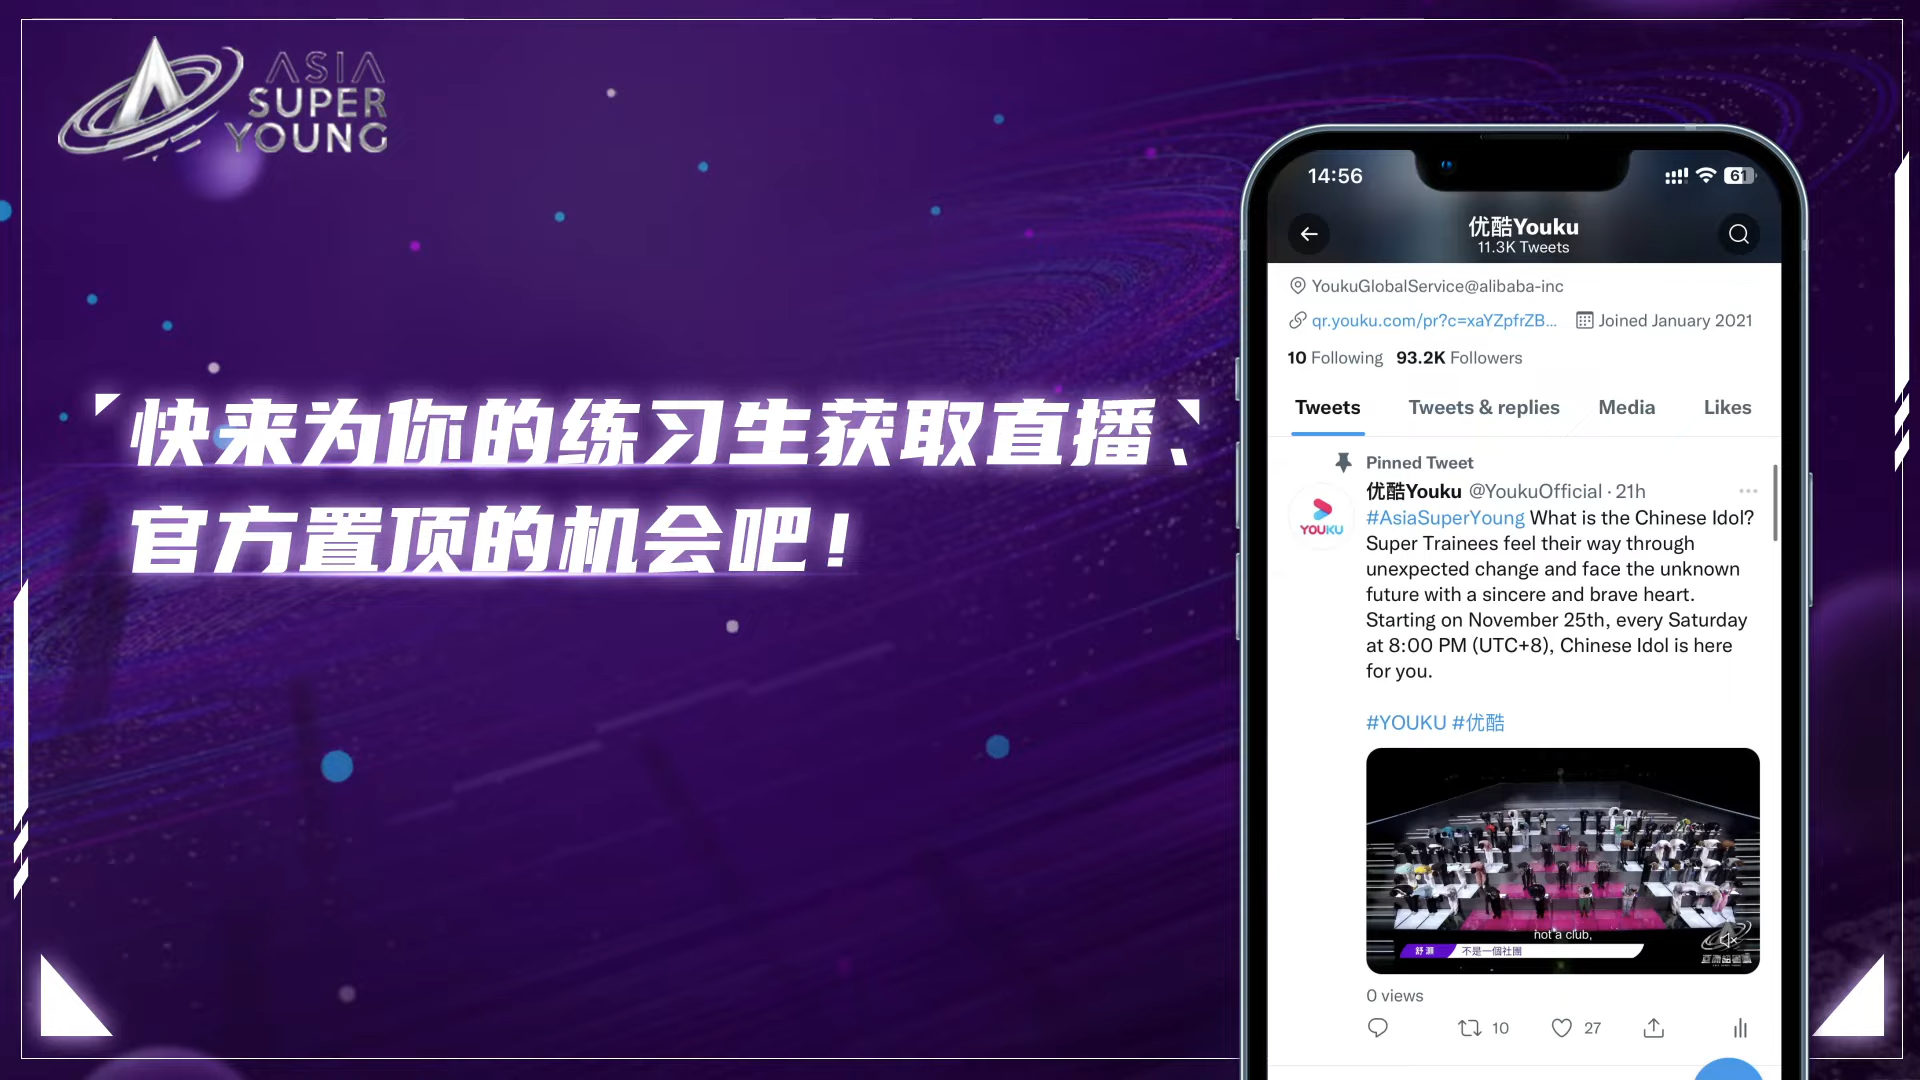 ASIA
SUPER
YOUNG
快来为你的练习生获取直播、
官方置顶的机会吧！
14:56
61
优酷Youku
11.3K Tweets
YoukuGlobalService@alibaba-inc
qr.youku.com/pr?c=xaYZpfrZB...
Joined January 2021
10 Following 93.2K Followers
Tweets
Tweets & replies
Media
Likes
Pinned Tweet
优酷Youku @YoukuOfficial · 21h
YOUKU
#AsiaSuperYoung What is the Chinese Idol?
Super Trainees feel their way through
unexpected change and face the unknown
future with a sincere and brave heart.
Starting on November 25th, every Saturday
at 8:00 PM (UTC+8), Chinese Idol is here
for you.
#YOUKU #优酷
not a club,
不是一個社團
0 views
10
27